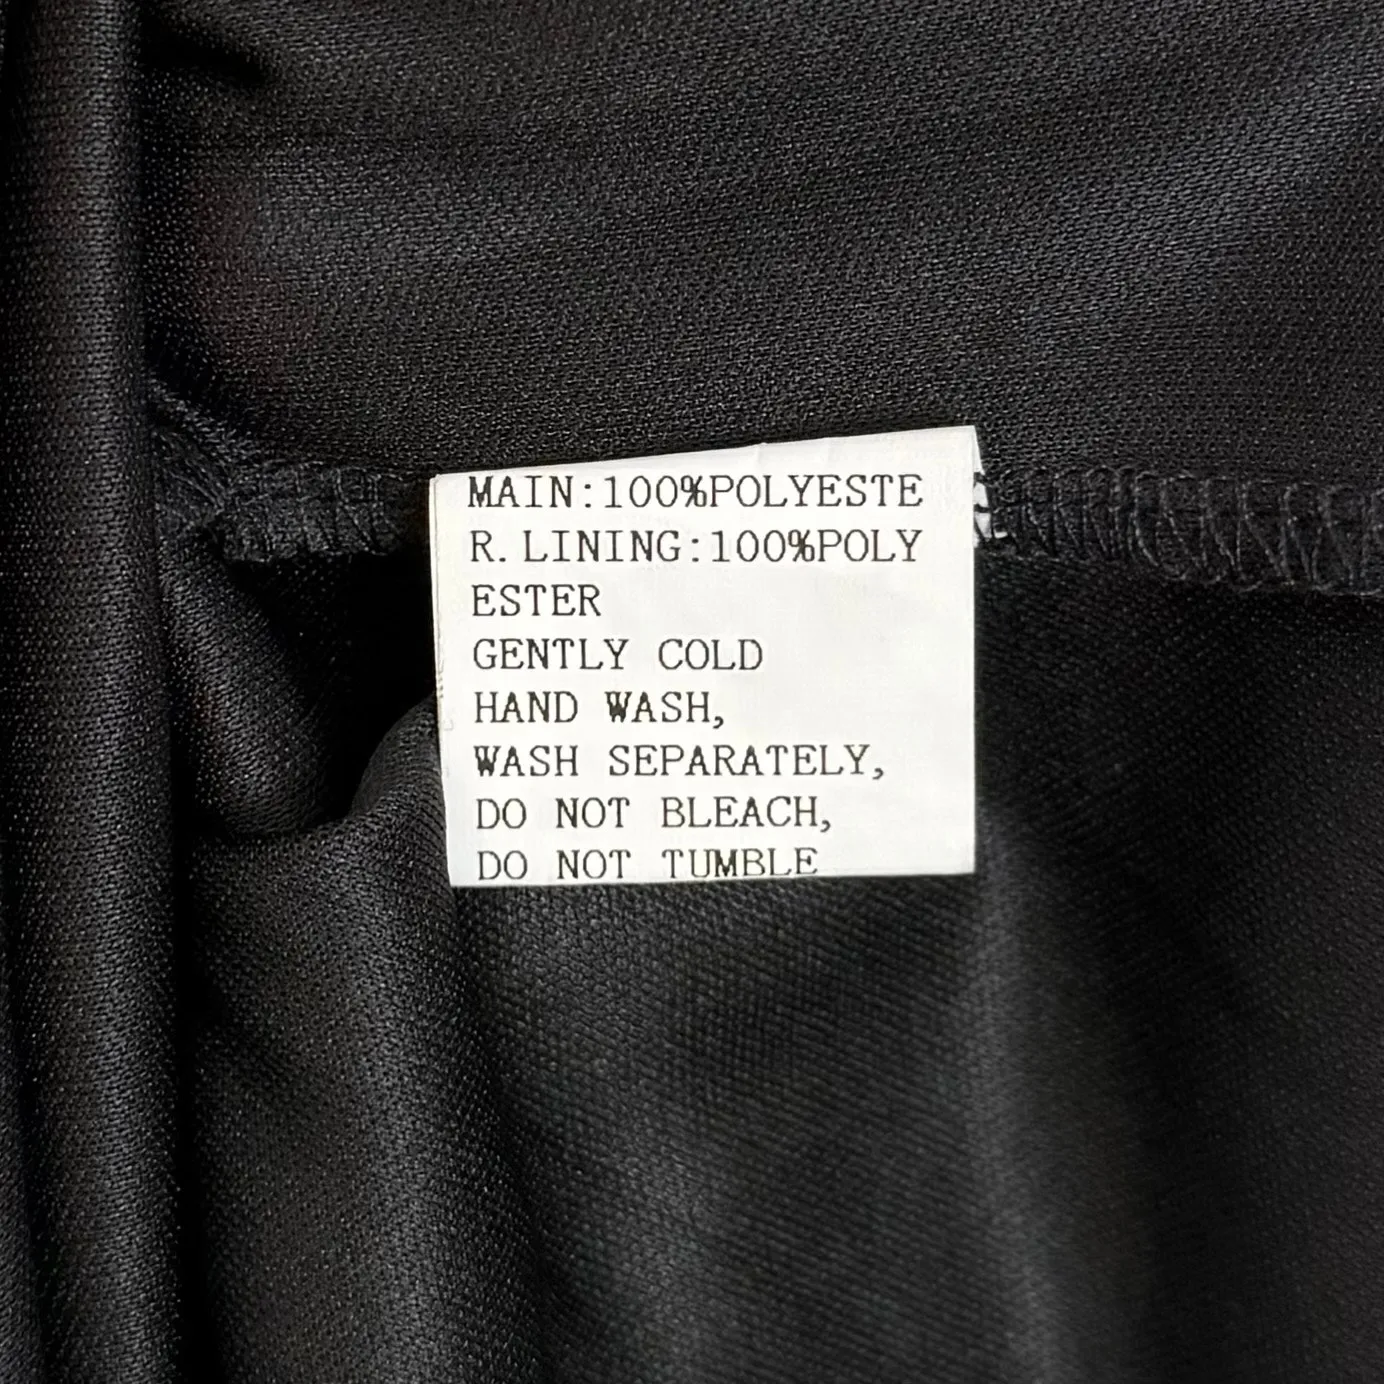 MAIN:100%POLYESTE
R. LINING:100%POLY
ESTER
GENTLY COLD
HAND WASH,
WASH SEPARATELY,
DO NOT BLEACH,
DO NOT TUMBLE